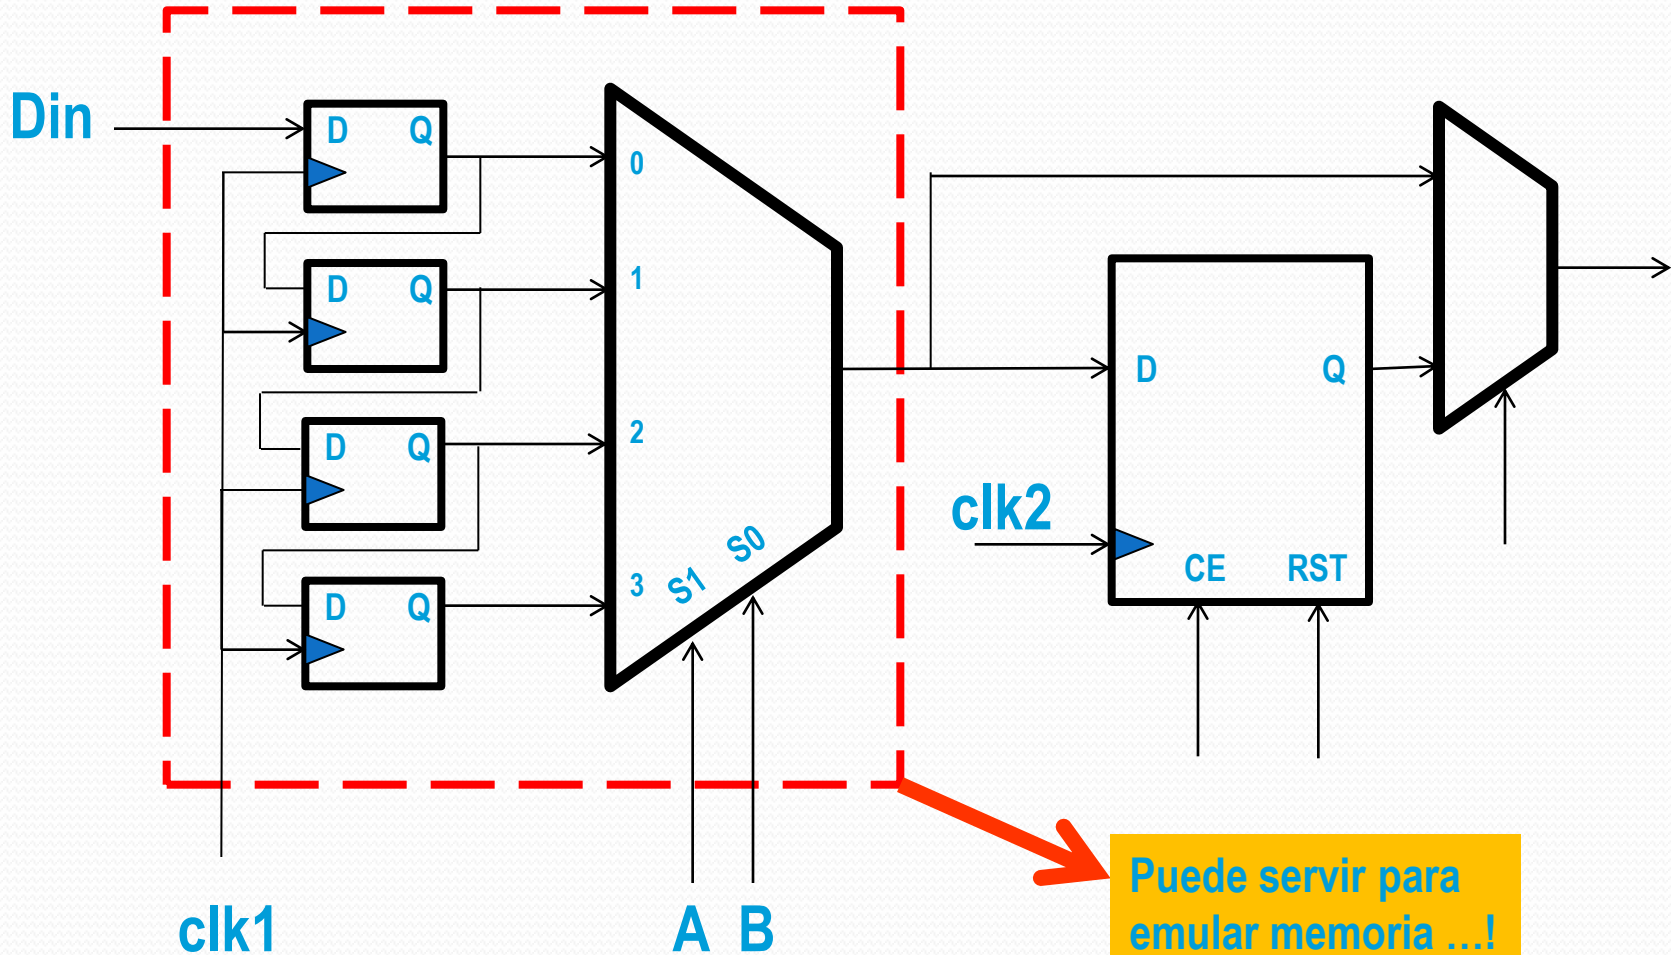 Din
D Q
0
D Q
1
D Q
2
D Q
3
S1 S0
D Q
clk2
CE RST
clk1
A B
Puede servir para
emular memoria ...!